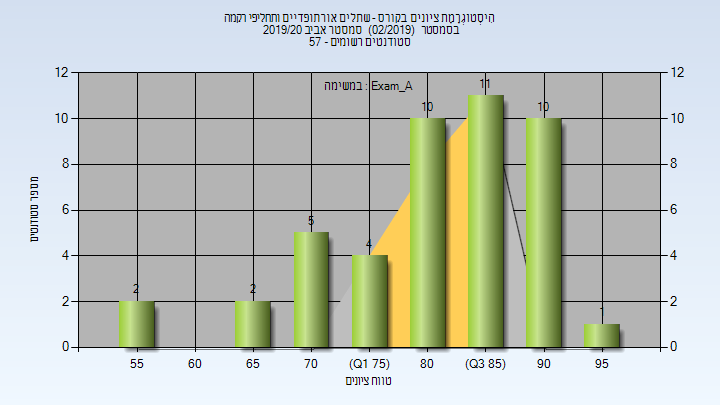 היסטוגרמת ציונים בקורס - שתלים אורתופדיים ותחליפי רקמה
בסמסטר (02/2019) סמסטר אביב 2019/20
סטודנטים רשומים - 57
במשימה : Exam_A
12 12
10 10
8 8
6 6
4 4
2 2
0 0
2 2 5 4 10 11 10 1
מספר סטודנטים
55 60 65 70 (Q1 75) 80 (Q3 85) 90 95
טווח ציונים